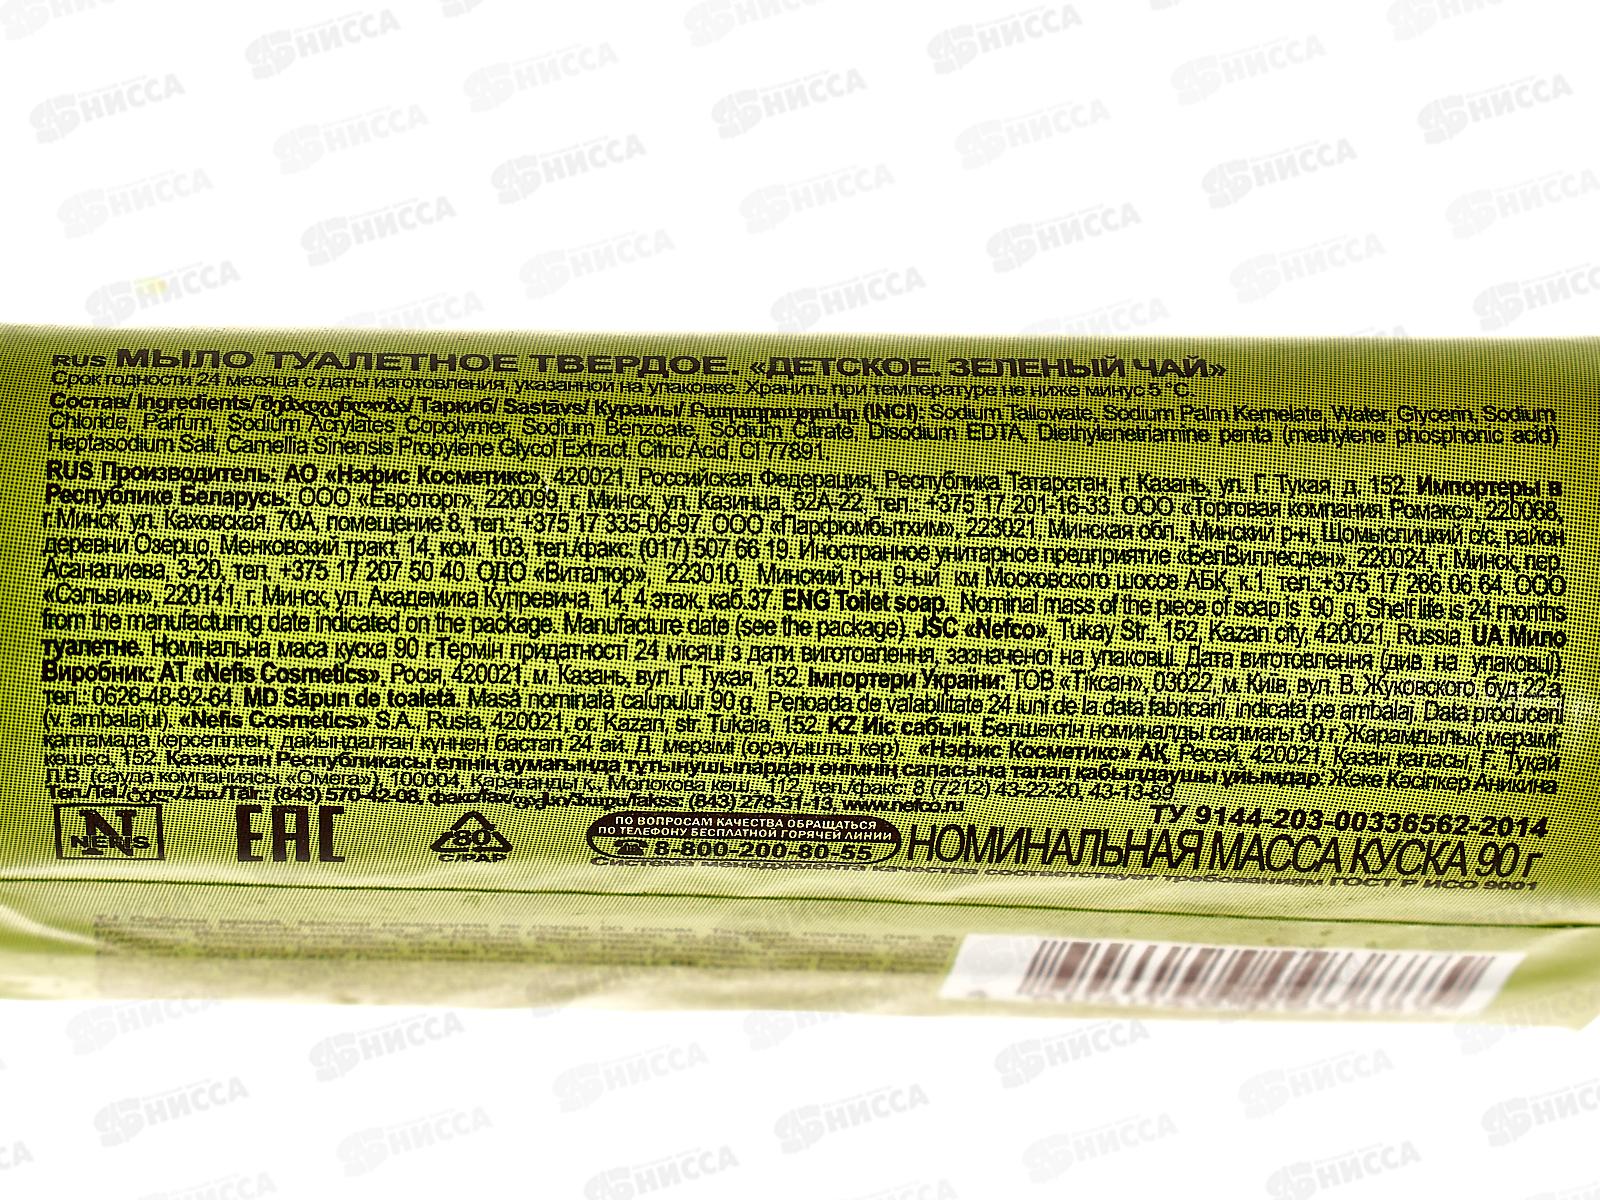 RUS МЫЛО ТУАЛЕТНОЕ ТВЕРДОЕ. «ДЕТСКОЕ. ЗЕЛЕНЫЙ ЧАЙ»
Срок годности 24 месяца с даты изготовления, указанной на упаковке. Хранить при температуре не ниже минус 5 °С.
Состав/ Ingredients/ Таркиб/ Sastāvs/ Курамы/ Բաղադրությունը (INCI): Sodium Tallowate, Sodium Palm Kernelate, Water, Glycerin, Sodium
Chloride, Parfum, Sodium Acrylates Copolymer, Sodium Benzoate, Sodium Citrate, Disodium EDTA, Diethylenetriamine penta (methylene phosphonic acid)
Heptasodium Salt, Camellia Sinensis Propylene Glycol Extract, Citric Acid, CI 77891.
RUS Производитель: АО «Нэфис Косметикс», 420021, Российская Федерация, Республика Татарстан, г. Казань, ул. Г. Тукая, д. 152. Импортеры в
Республике Беларусь: ООО «Евроторг», 220099, г. Минск, ул. Казинца, 52А-22, тел.: +375 17 201-16-33. ООО «Торговая компания Ромакс», 220068,
г.Минск, ул. Каховская, 70А, помещение 8, тел.: +375 17 335-06-97. ООО «Парфюмбытхим», 223021, Минская обл., Минский р-н, Щомыслицкий с/с, район
деревни Озерцо, Менковский тракт, 14, ком. 103, тел./факс: (017) 507 66 19. Иностранное унитарное предприятие «БелВиллесден», 220024, г. Минск, пер.
Асаналиева, 3-20, тел. +375 17 207 50 40. ОДО «Виталюр», 223010, Минский р-н, 9-ый км Московского шоссе АБК, к.1, тел.:+375 17 266 06 64. ООО
«Сэльвин», 220141, г. Минск, ул. Академика Купревича, 14, 4 этаж, каб.37. ENG Toilet soap. Nominal mass of the piece of soap is 90 g. Shelf life is 24 months
from the manufacturing date indicated on the package. Manufacture date (see the package). JSC «Nefco», Tukay Str., 152, Kazan city, 420021, Russia. UA Мило
туалетне. Номінальна маса куска 90 г.Термін придатності 24 місяці з дати виготовлення, зазначеної на упаковці. Дата виготовлення (див. на упаковці).
Виробник: АТ «Nefis Cosmetics», Росія, 420021, м. Казань, вул. Г. Тукая, 152. Імпортери України: ТОВ «Тіксан», 03022, м. Київ, вул. В. Жуковского, буд.22а,
тел.: 0626-48-92-64. MD Săpun de toaletă. Masă nominală calupului 90 g. Perioada de valabilitate 24 luni de la data fabricării, indicată pe ambalaj. Data producerii
(v. ambalajul). «Nefis Cosmetics» S.A., Rusia, 420021, or. Kazan, str. Tukaia, 152. KZ Иіс сабын. Бөлшектін номиналды салмағы 90 г. Жарамдылық мерзімі:
қаптамада көрсетілген, дайындалған күннен бастап 24 ай. Д. мерзімі (орауышты көр). «Нэфис Косметикс» АК, Ресей, 420021, Казан каласы, Г. Тукай
көшесі, 152. Қазақстан Республикасы елінің аумағында тұтынушылардан өнімнің сапасына талап қабылдаушы ұйымдар: Жеке Кәсіпкер Аникина
Л.В. (сауда компаниясы «Омега»), 100004, Қарағанды қ., Молокова көш., 112, тел./факс: 8 (7212) 43-22-20, 43-13-89
(843) 570-42-08, (843) 278-31-13, www.nefco.ru
ТУ 9144-203-00336562-2014
NEFIS
EAC
80
C/PAP
ПО ВОПРОСАМ КАЧЕСТВА ОБРАЩАТЬСЯ
ПО ТЕЛЕФОНУ БЕСПЛАТНОЙ ГОРЯЧЕЙ ЛИНИИ
8-800-200-80-55
НОМИНАЛЬНАЯ МАССА КУСКА 90 г
Система менеджмента качества соответствует требованиям ГОСТ Р ИСО 9001